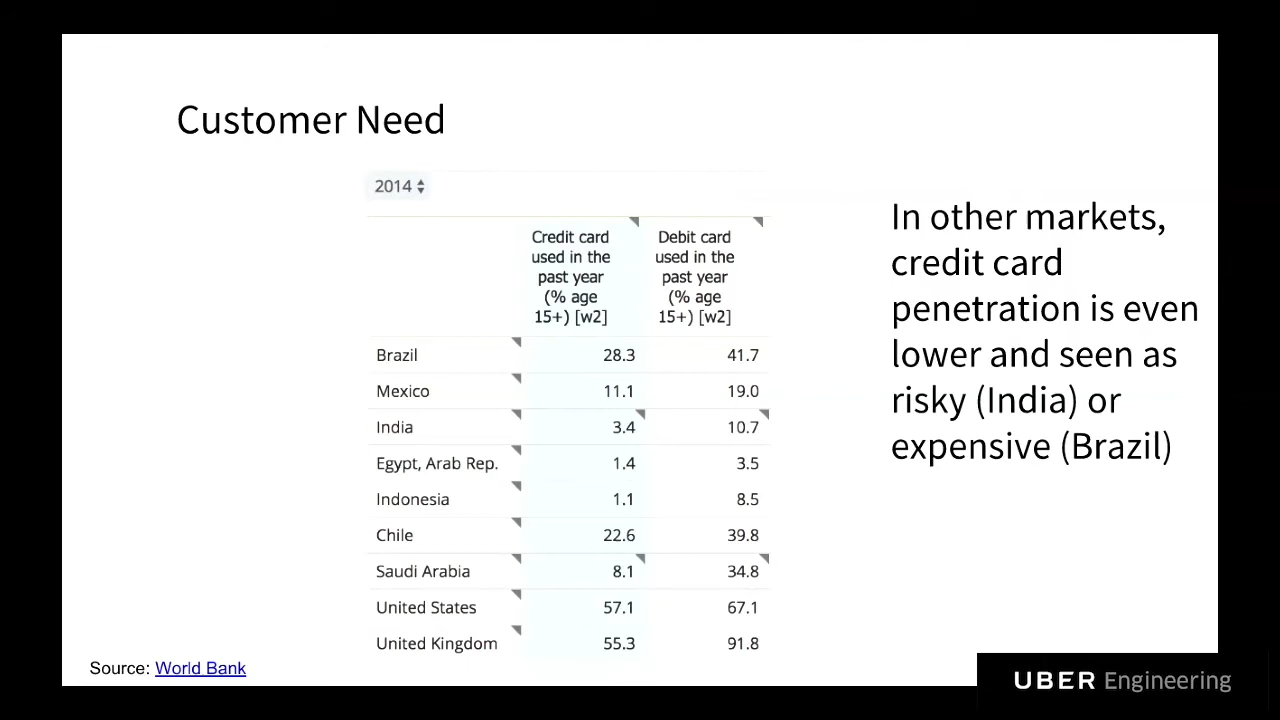 Customer Need
2014
Credit card used in the past year (% age 15+) [w2] Debit card used in the past year (% age 15+) [w2]
Brazil 28.3 41.7
Mexico 11.1 19.0
India 3.4 10.7
Egypt, Arab Rep. 1.4 3.5
Indonesia 1.1 8.5
Chile 22.6 39.8
Saudi Arabia 8.1 34.8
United States 57.1 67.1
United Kingdom 55.3 91.8
In other markets,
credit card
penetration is even
lower and seen as
risky (India) or
expensive (Brazil)
Source: World Bank
UBER Engineering